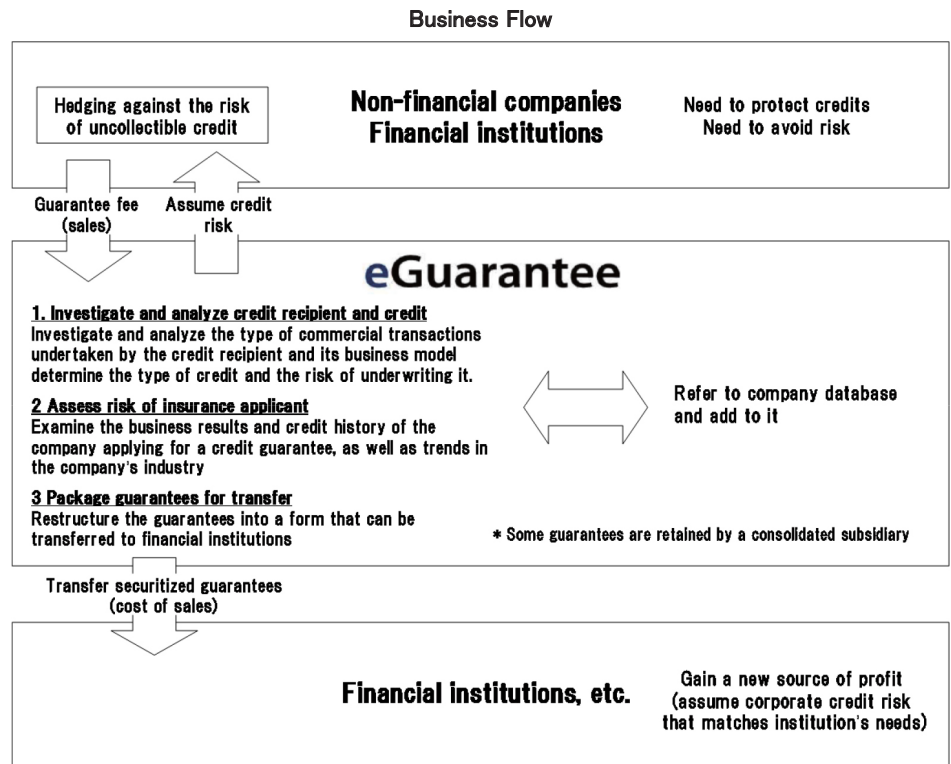 Business Flow
Hedging against the risk
of uncollectible credit
Non-financial companies
Financial institutions
Need to protect credits
Need to avoid risk
Guarantee fee
(sales)
Assume credit
risk
eGuarantee
1. Investigate and analyze credit recipient and credit
Investigate and analyze the type of commercial transactions
undertaken by the credit recipient and its business model
determine the type of credit and the risk of underwriting it.
2 Assess risk of insurance applicant
Examine the business results and credit history of the
company applying for a credit guarantee, as well as trends in
the company's industry
3 Package guarantees for transfer
Restructure the guarantees into a form that can be
transferred to financial institutions
Refer to company database
and add to it
* Some guarantees are retained by a consolidated subsidiary
Transfer securitized guarantees
(cost of sales)
Financial institutions, etc.
Gain a new source of profit
(assume corporate credit risk
that matches institution's needs)